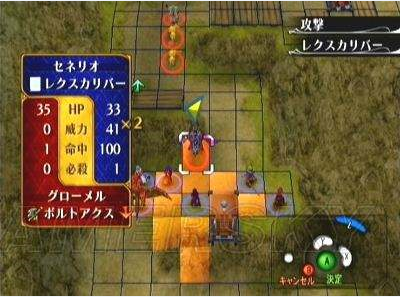 攻撃
レクスカリバー
セネリオ
レクスカリバー
35 HP 33
0 威力 41×2
1 命中 100
0 必殺 1
グローメル
ボルトアクス
Y
X
A
B
キャンセル 決定